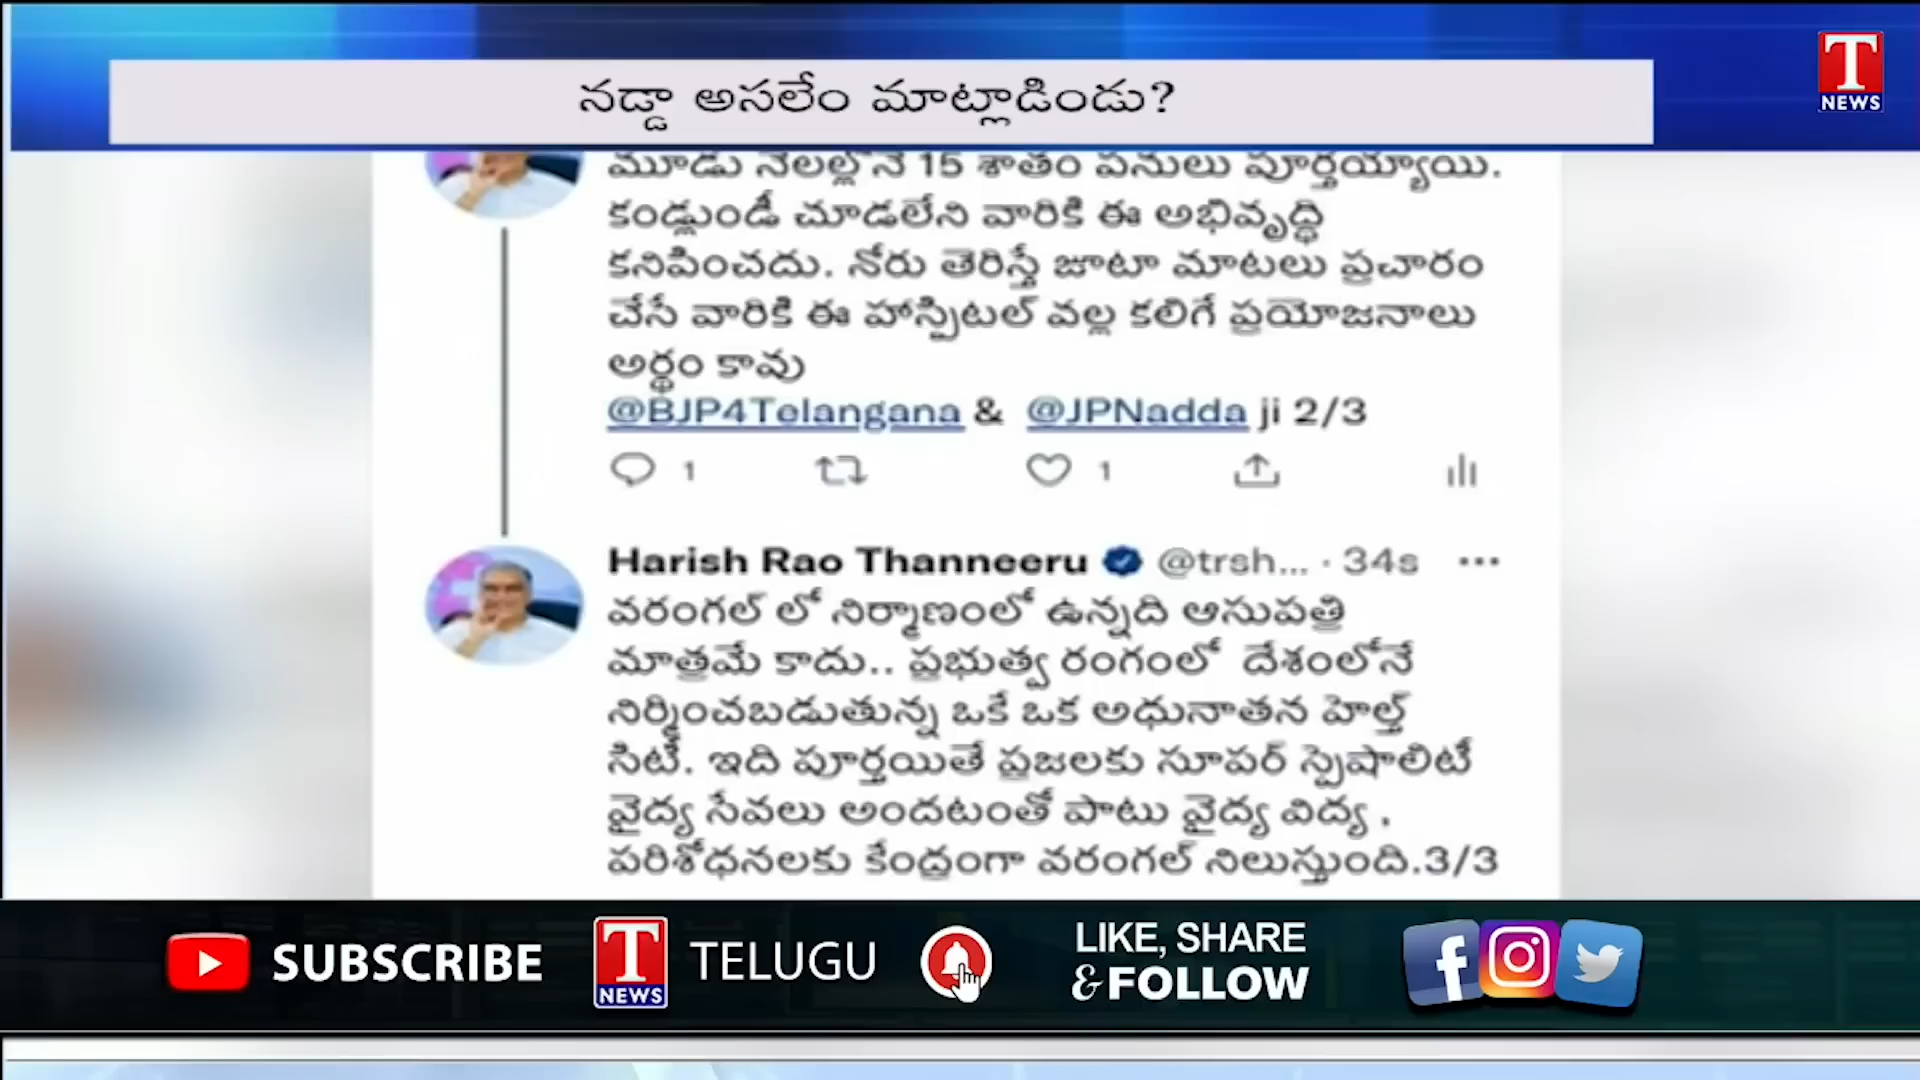 నడ్డా అసలేం మాట్లాడిండు?
T
NEWS
మూడు నెలల్లోనే 15 శాతం పనులు పూర్తయ్యాయి.
కండ్లుండీ చూడలేని వారికి ఈ అభివృద్ధి
కనిపించదు. నోరు తెరిస్తే జూటా మాటలు ప్రచారం
చేసే వారికి ఈ హాస్పిటల్ వల్ల కలిగే ప్రయోజనాలు
అర్థం కావు
@BJP4Telangana & @JPNadda ji 2/3
1 1
Harish Rao Thanneeru @trsh... · 34s ...
వరంగల్ లో నిర్మాణంలో ఉన్నది ఆసుపత్రి
మాత్రమే కాదు.. ప్రభుత్వ రంగంలో దేశంలోనే
నిర్మించబడుతున్న ఒకే ఒక అధునాతన హెల్త్
సిటీ. ఇది పూర్తయితే ప్రజలకు సూపర్ స్పెషాలిటీ
వైద్య సేవలు అందటంతో పాటు వైద్య విద్య ,
పరిశోధనలకు కేంద్రంగా వరంగల్ నిలుస్తుంది.3/3
SUBSCRIBE T NEWS TELUGU
LIKE, SHARE
& FOLLOW